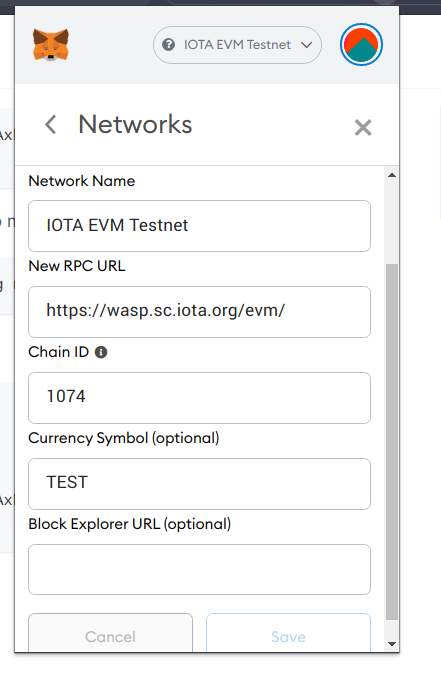 ? IOTA EVM Testnet
Networks
Network Name
IOTA EVM Testnet
New RPC URL
https://wasp.sc.iota.org/evm/
Chain ID i
1074
Currency Symbol (optional)
TEST
Block Explorer URL (optional)
Cancel Save